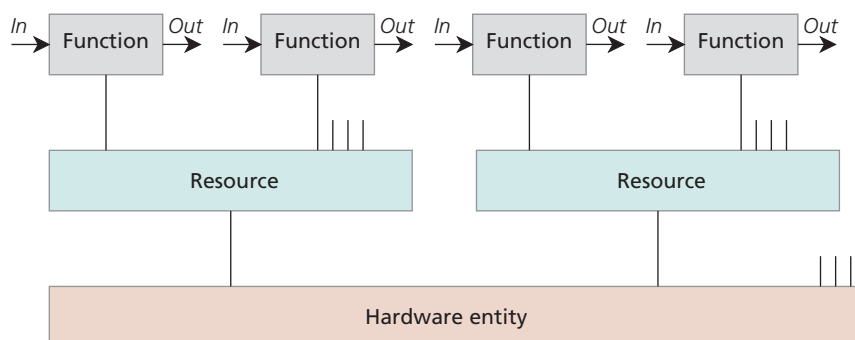 In Function Out In Function Out In Function Out In Function Out
Resource Resource
Hardware entity